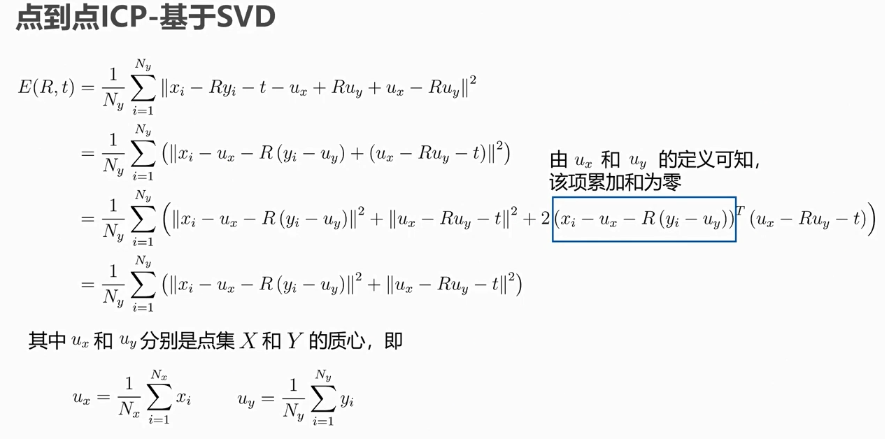 点到点ICP-基于SVD
$E(R,t) = \frac{1}{N_y} \sum_{i=1}^{N_y} \|x_i - Ry_i - t - u_x + Ru_y + u_x - Ru_y\|^2$
$= \frac{1}{N_y} \sum_{i=1}^{N_y} \left( \|x_i - u_x - R(y_i - u_y) + (u_x - Ru_y - t)\|^2 \right)$
由 $u_x$ 和 $u_y$ 的定义可知,
该项累加和为零
$= \frac{1}{N_y} \sum_{i=1}^{N_y} \left( \|x_i - u_x - R(y_i - u_y)\|^2 + \|u_x - Ru_y - t\|^2 + 2(x_i - u_x - R(y_i - u_y))^T (u_x - Ru_y - t) \right)$
$= \frac{1}{N_y} \sum_{i=1}^{N_y} \left( \|x_i - u_x - R(y_i - u_y)\|^2 + \|u_x - Ru_y - t\|^2 \right)$
其中 $u_x$ 和 $u_y$ 分别是点集 $X$ 和 $Y$ 的质心，即
$u_x = \frac{1}{N_x} \sum_{i=1}^{N_x} x_i \quad u_y = \frac{1}{N_y} \sum_{i=1}^{N_y} y_i$